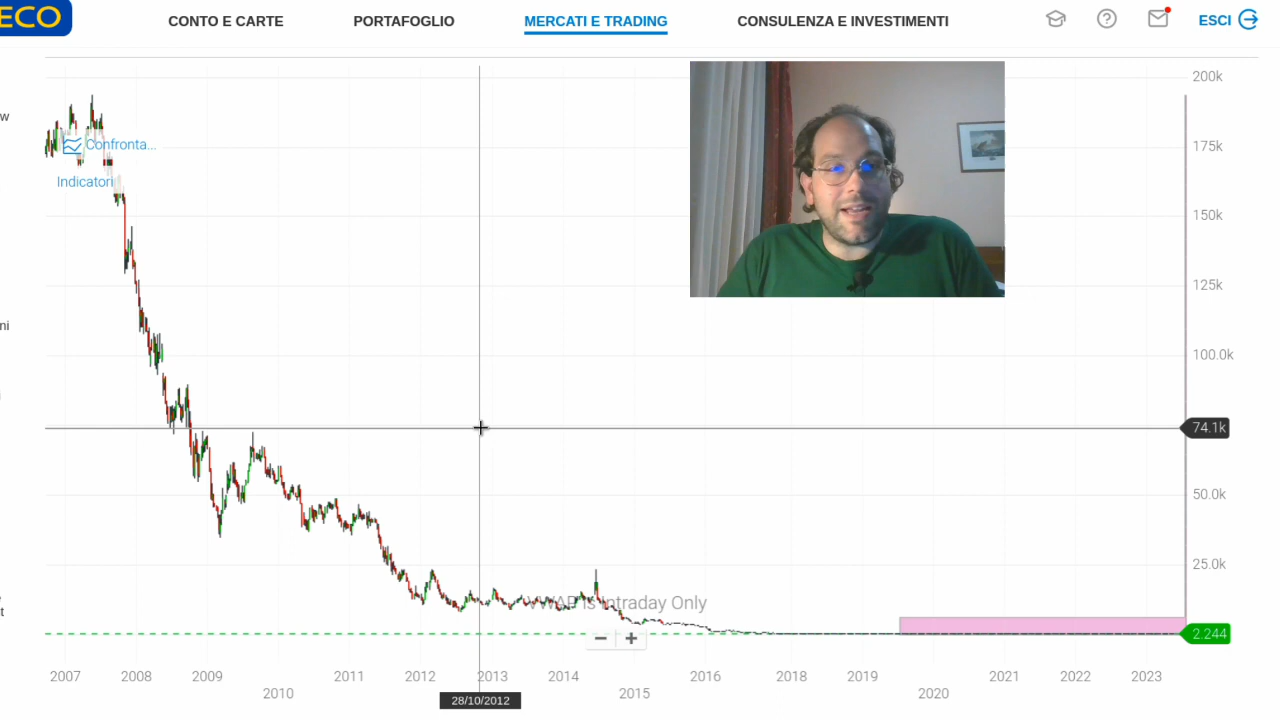 ECO
CONTO E CARTE
PORTAFOGLIO
MERCATI E TRADING
CONSULENZA E INVESTIMENTI
ESCI
w
ni
t
Confronta...
Indicatori
200k
175k
150k
125k
100.0k
74.1k
50.0k
25.0k
2.244
VWAP is Intraday Only
2007
2008
2009
2010
2011
2012
2013
2014
2015
2016
2018
2019
2020
2021
2022
2023
28/10/2012